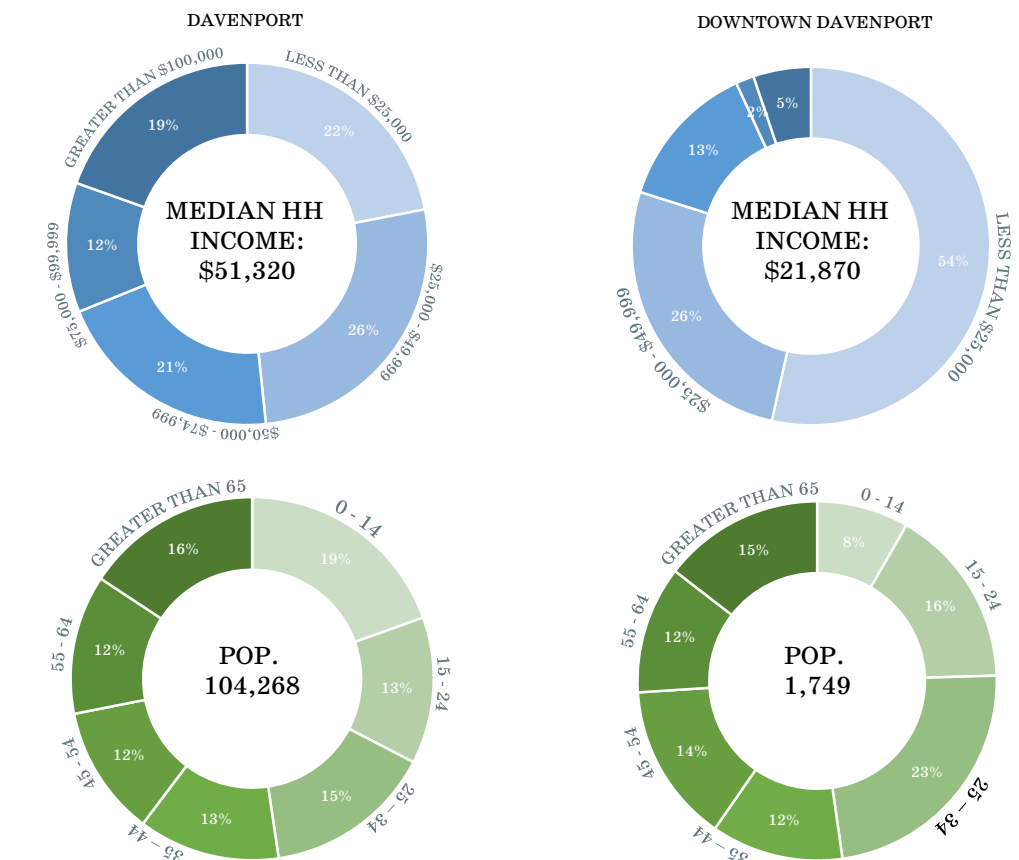 DAVENPORT
GREATER THAN $100,000
LESS THAN $25,000
19%
22%
MEDIAN HH
INCOME:
$51,320
12%
$75,000 - $99,999
26%
$25,000 - $49,999
21%
$50,000 - $74,999
DOWNTOWN DAVENPORT
2%
5%
13%
MEDIAN HH
INCOME:
$21,870
54%
LESS THAN $25,000
26%
$25,000 - $49,999
GREATER THAN 65
0 - 14
16%
19%
55 - 64
12%
POP.
104,268
13%
15 - 24
45 - 54
12%
13%
15%
25 – 34
35 – 44
GREATER THAN 65
0 - 14
15%
8%
15 - 24
16%
55 - 64
12%
POP.
1,749
45 - 54
14%
12%
23%
25 – 34
35 – 44